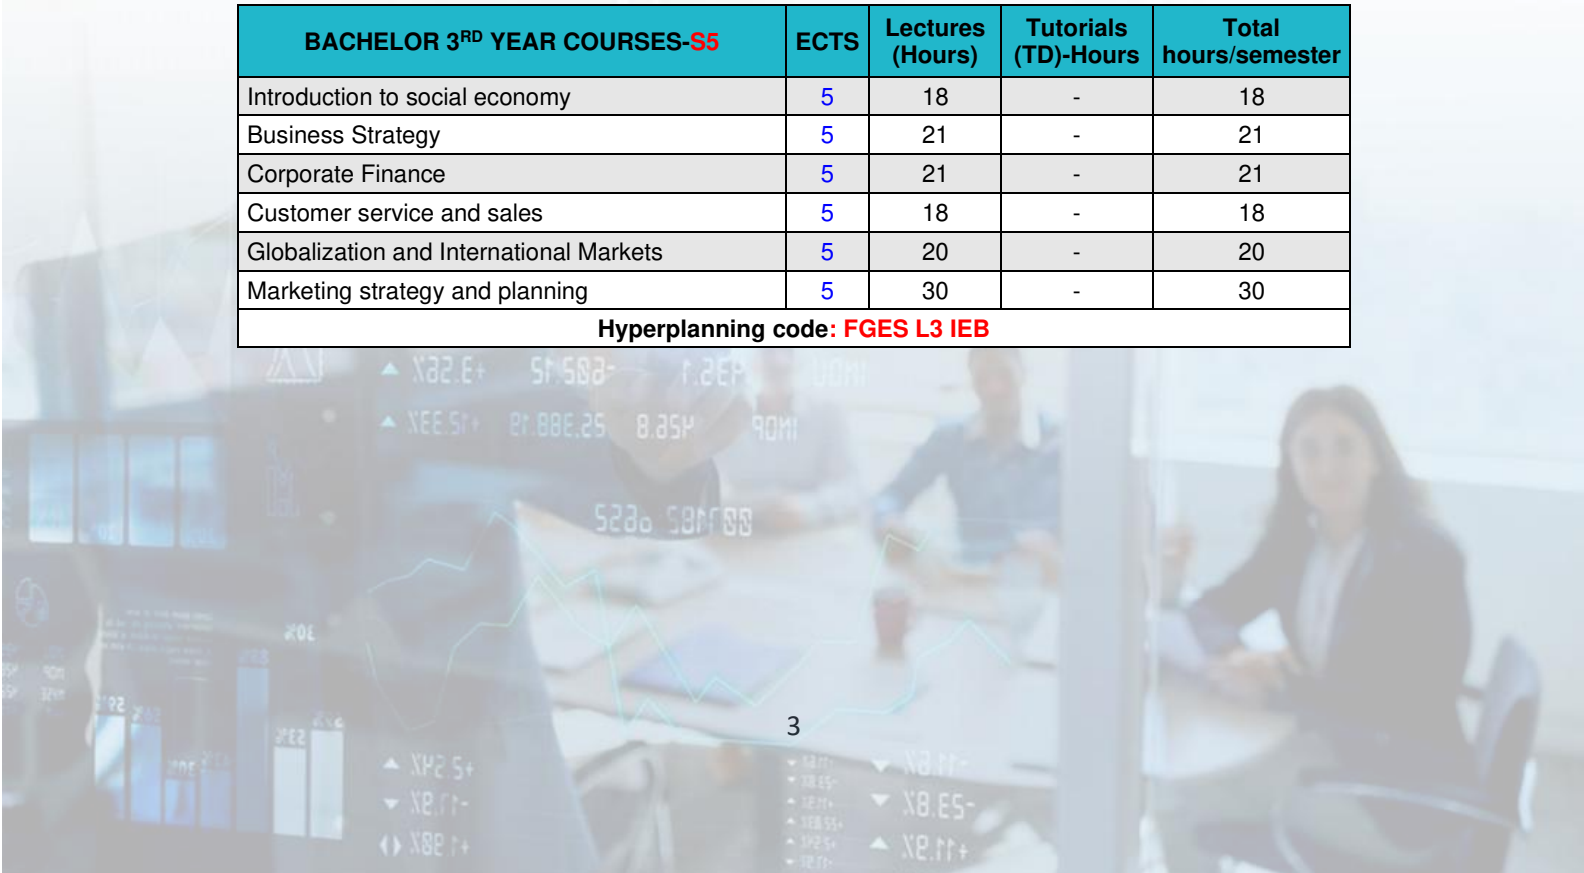 BACHELOR 3RD YEAR COURSES-S5 ECTS Lectures (Hours) Tutorials (TD)-Hours Total hours/semester
Introduction to social economy 5 18 - 18
Business Strategy 5 21 - 21
Corporate Finance 5 21 - 21
Customer service and sales 5 18 - 18
Globalization and International Markets 5 20 - 20
Marketing strategy and planning 5 30 - 30
Hyperplanning code: FGES L3 IEB
3